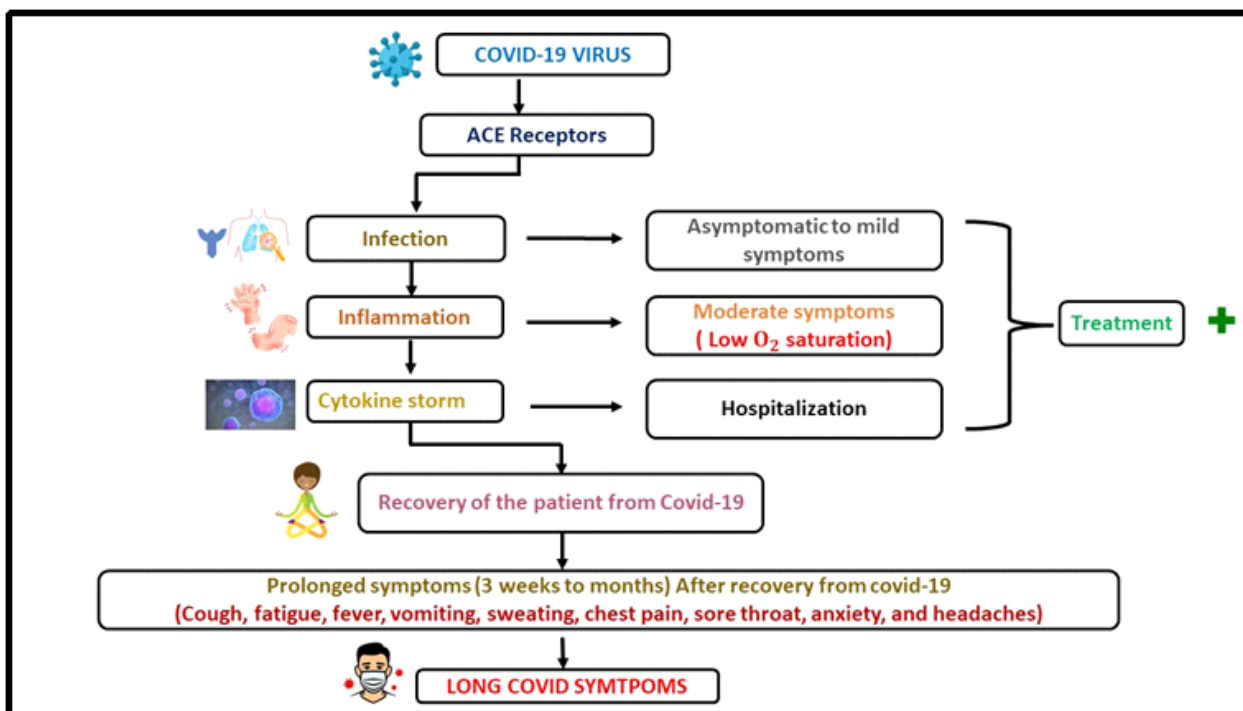 COVID-19 VIRUS
ACE Receptors
Infection
Asymptomatic to mild
symptoms
Inflammation
Moderate symptoms
( Low O₂ saturation)
Treatment
Cytokine storm
Hospitalization
Recovery of the patient from Covid-19
Prolonged symptoms (3 weeks to months) After recovery from covid-19
(Cough, fatigue, fever, vomiting, sweating, chest pain, sore throat, anxiety, and headaches)
LONG COVID SYMTPOMS